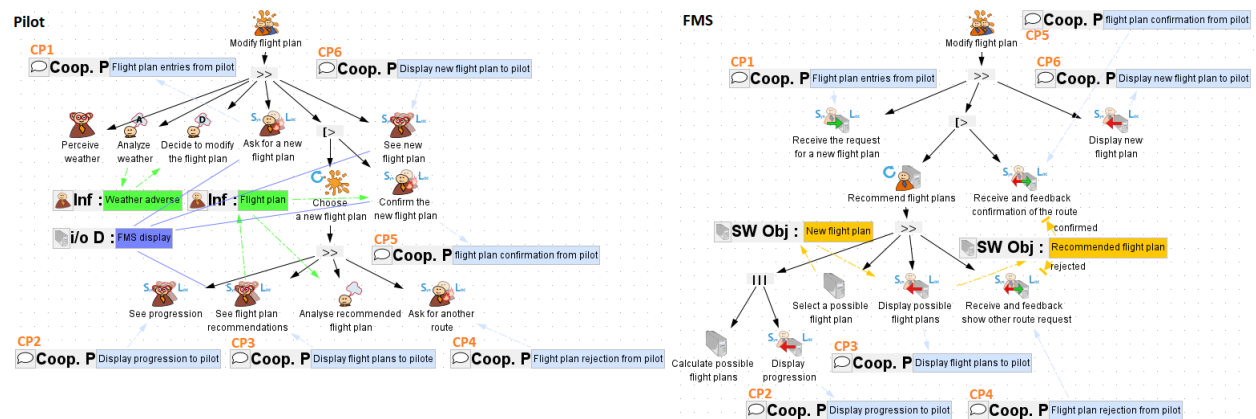 Pilot
Modify flight plan
CP1
Coop. P Flight plan entries from pilot
>>
CP6
Coop. P Display new flight plan to pilot
Perceive
weather
A
Analyze
weather
D
Decide to modify
the flight plan
Ask for a new
flight plan
[>
See new
flight plan
Inf : Weather adverse
Inf : Flight plan
Choose
a new flight plan
Confirm the
new flight plan
i/o D : FMS display
>>
CP5
Coop. P flight plan confirmation from pilot
See progression
See flight plan
recommendations
Analyse recommended
flight plan
Ask for another
route
CP2
Coop. P Display progression to pilot
CP3
Coop. P Display flight plans to pilote
CP4
Coop. P Flight plan rejection from pilot
FMS
Modify flight plan
Coop. P flight plan confirmation from pilot
CP5
CP1
Coop. P Flight plan entries from pilot
>>
CP6
Coop. P Display new flight plan to pilot
Receive the request
for a new flight plan
[>
Display new
flight plan
Recommend flight plans
Receive and feedback
confirmation of the route
SW Obj : New flight plan
>>
confirmed
SW Obj : Recommended flight plan
rejected
|||
Select a possible
flight plan
Display possible
flight plans
Receive and feedback
show other route request
Calculate possible
flight plans
Display
progression
CP3
Coop. P Display flight plans to pilot
CP2
Coop. P Display progression to pilot
CP4
Coop. P Flight plan rejection from pilot